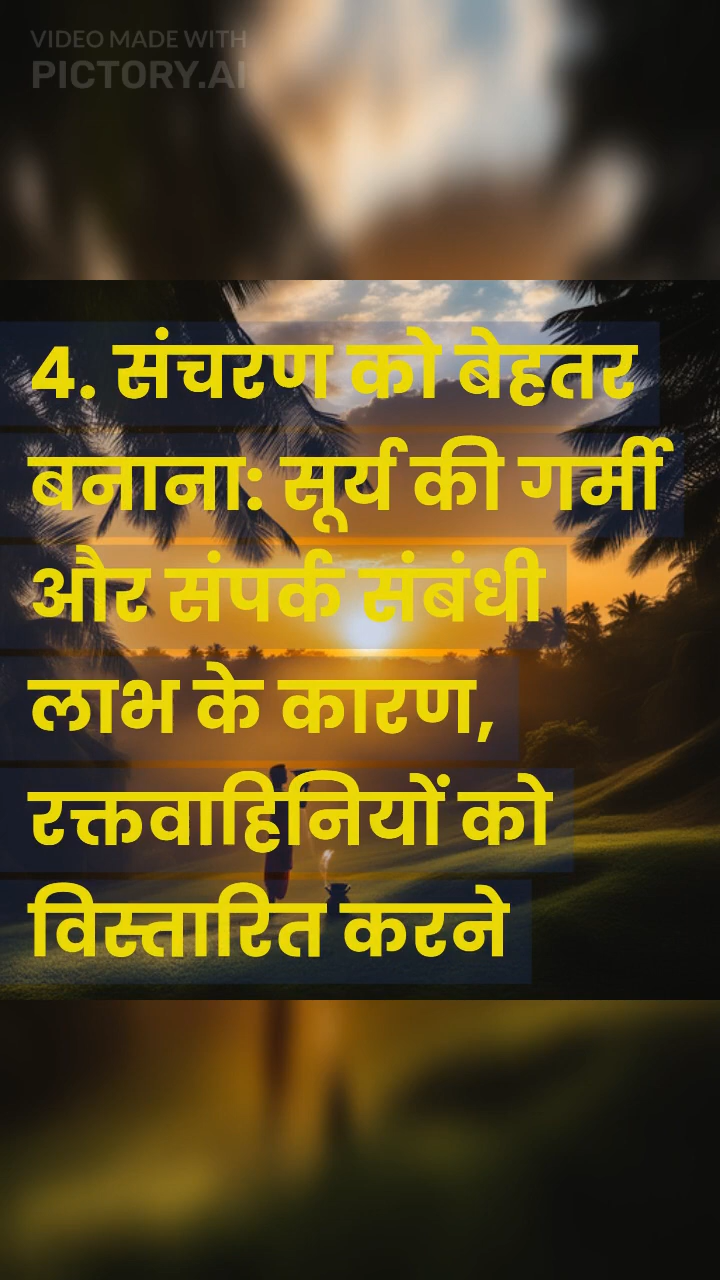 VIDEO MADE WITH
PICTORY.AI
4. संचरण को बेहतर
बनाना: सूर्य की गर्मी
और संपर्क संबंधी
लाभ के कारण,
रक्तवाहिनियों को
विस्तारित करने